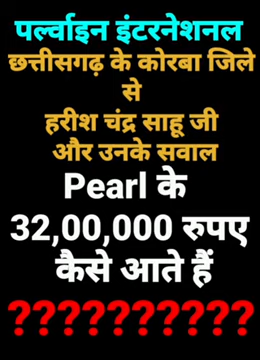 पर्ल्वाइन इंटरनेशनल
छत्तीसगढ़ के कोरबा जिले
से
हरीश चंद्र साहू जी
और उनके सवाल
Pearl के
32,00,000 रुपए
कैसे आते हैं
??????????